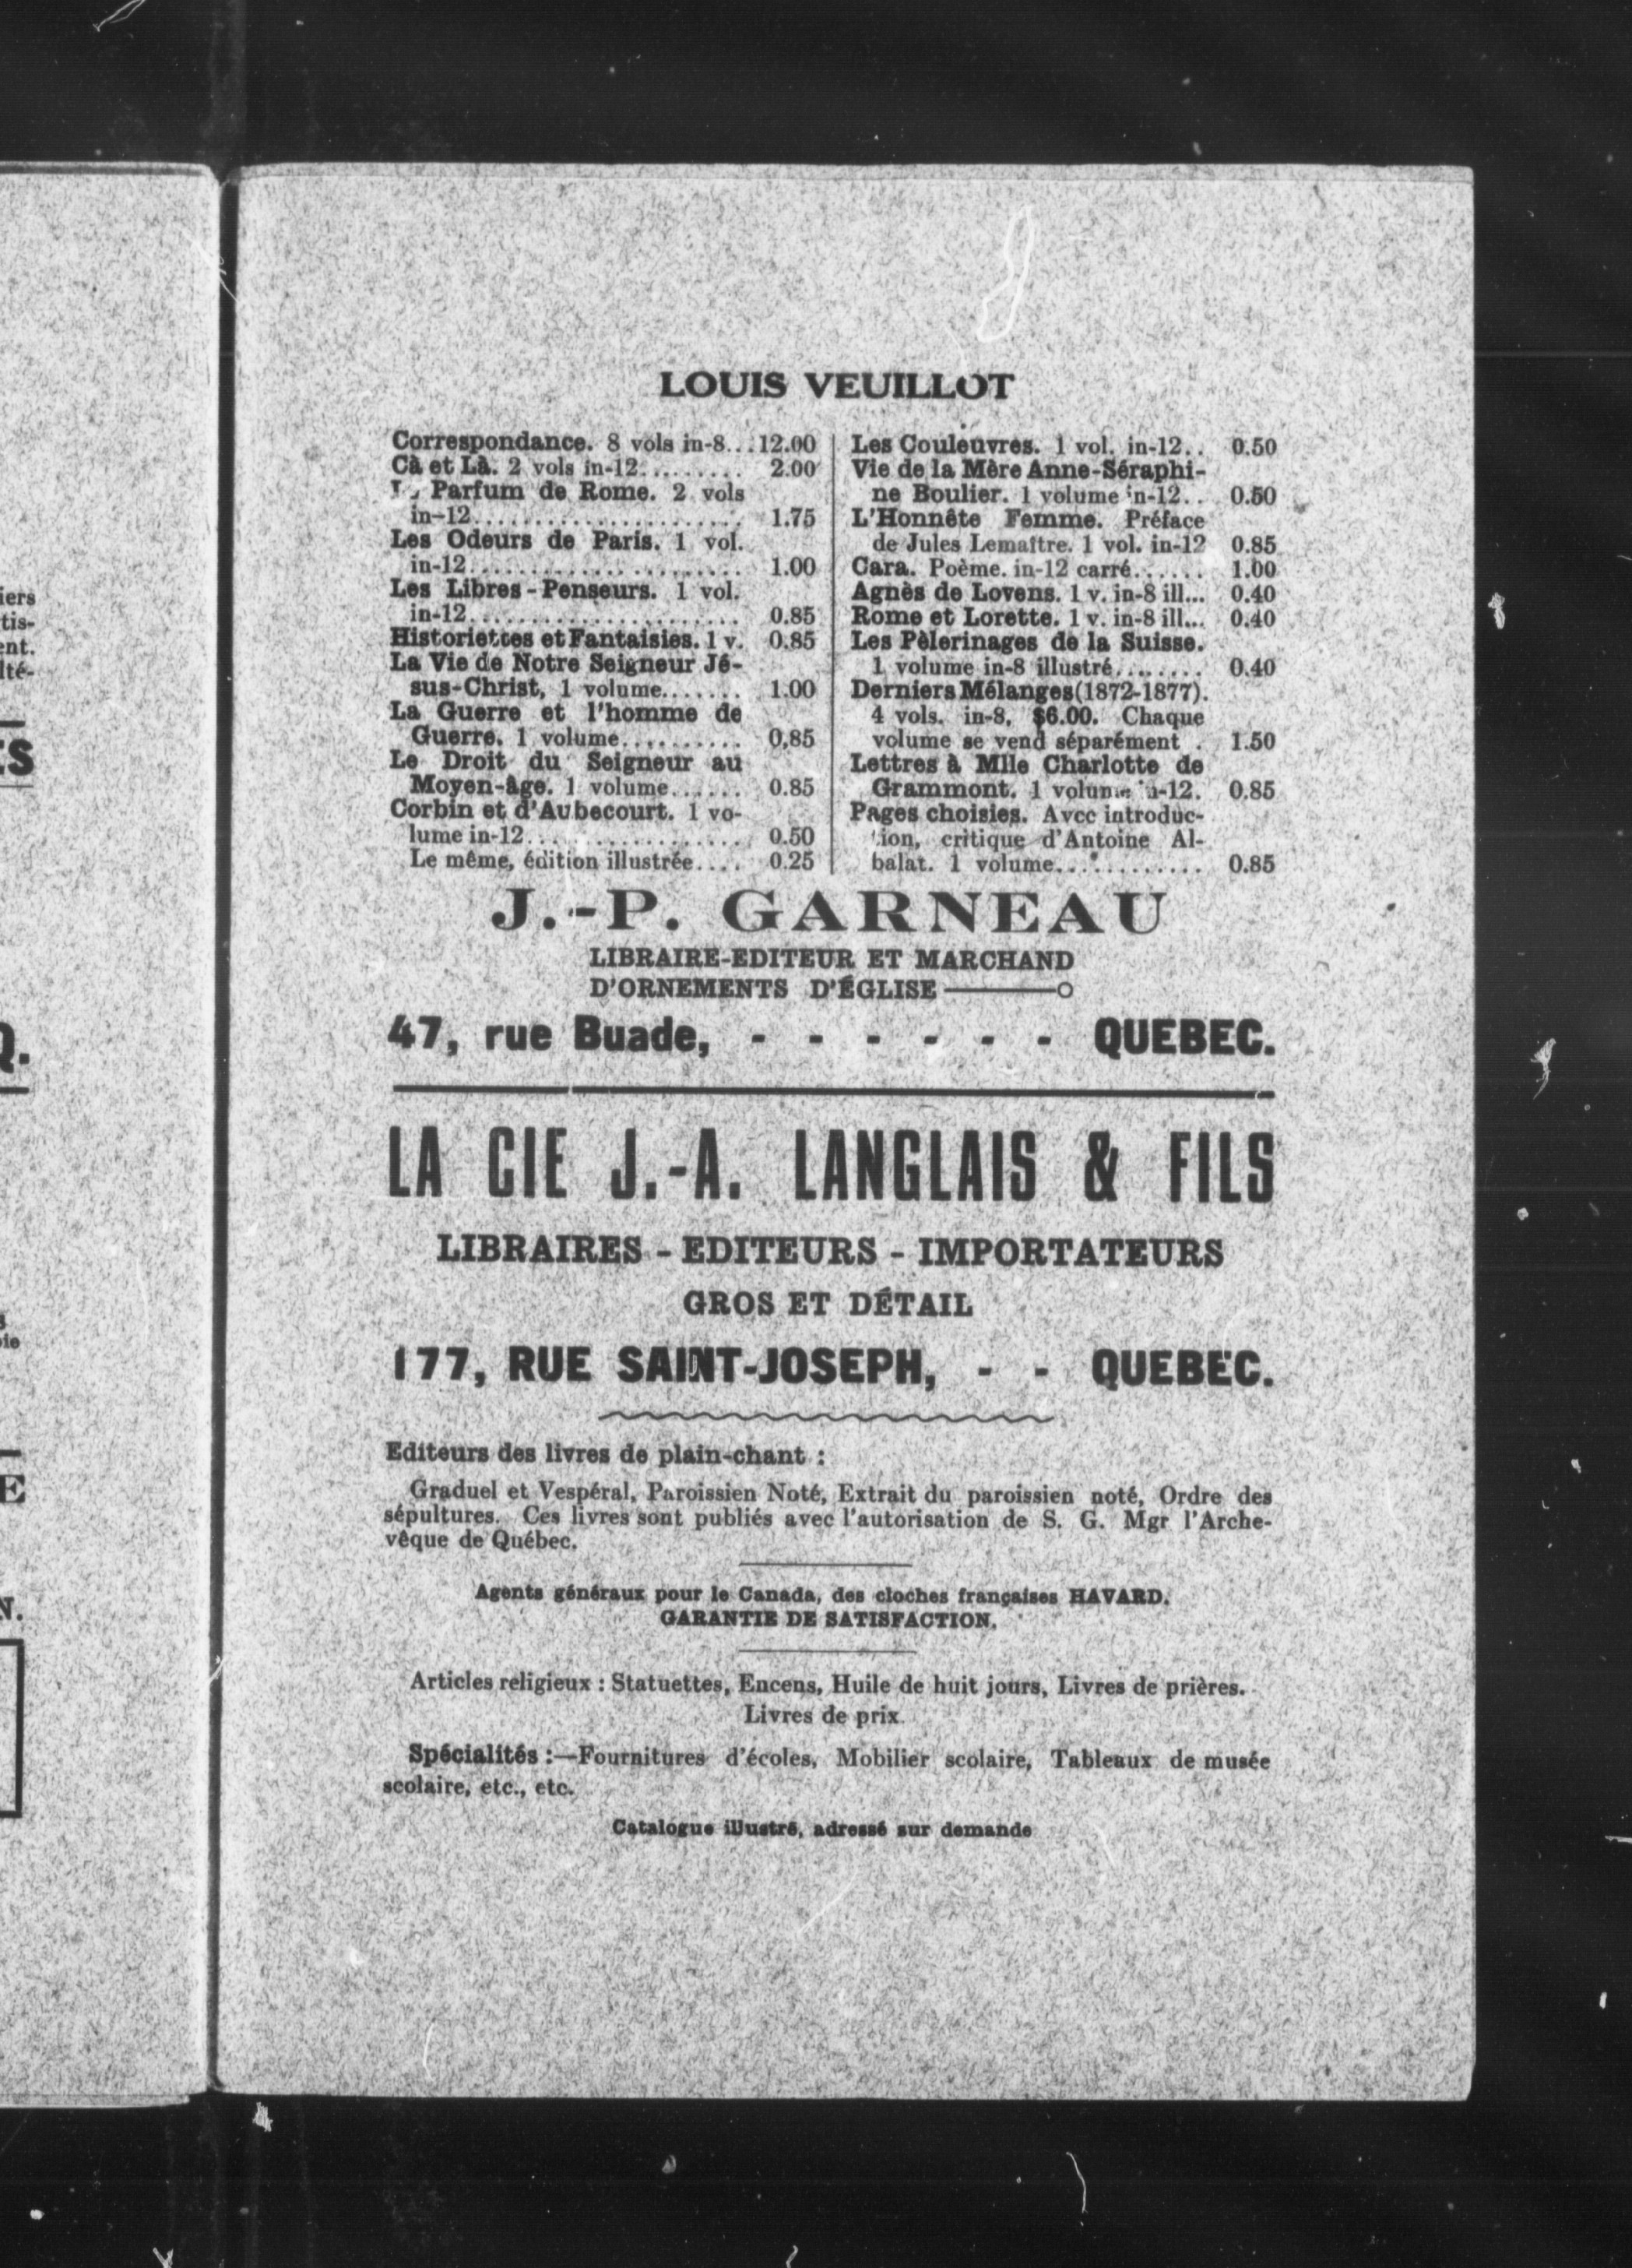 LOUIS VEUILLOT
Correspondance. 8 vols in-8...12.00
Cà et Là. 2 vols in-12......... 2.00
Parfum de Rome. 2 vols
in-12...................... 1.75
Les Odeurs de Paris. 1 vol.
in-12...................... 1.00
Les Libres-Penseurs. 1 vol.
in-12...................... 0.85
Historiettes et Fantaisies. 1 v. 0.85
La Vie de Notre Seigneur Jé-
sus-Christ, 1 volume....... 1.00
La Guerre et l'homme de
Guerre. 1 volume.......... 0,85
Le Droit du Seigneur au
Moyen-âge. 1 volume...... 0.85
Corbin et d'Aubecourt. 1 vo-
lume in-12.................. 0.50
Le même, édition illustrée.... 0.25
Les Couleuvres. 1 vol. in-12.. 0.50
Vie de la Mère Anne-Séraphi-
ne Boulier. 1 volume in-12.. 0.50
L'Honnête Femme. Préface
de Jules Lemaître. 1 vol. in-12 0.85
Cara. Poème. in-12 carré...... 1.00
Agnès de Lovens. 1 v. in-8 ill... 0.40
Rome et Lorette. 1 v. in-8 ill... 0.40
Les Pèlerinages de la Suisse.
1 volume in-8 illustré........ 0.40
Derniers Mélanges(1872-1877).
4 vols. in-8, $6.00. Chaque
volume se vend séparément . 1.50
Lettres à Mlle Charlotte de
Grammont. 1 volume in-12. 0.85
Pages choisies. Avec introduc-
tion, critique d'Antoine Al-
balat. 1 volume............. 0.85
J.-P. GARNEAU
LIBRAIRE-EDITEUR ET MARCHAND
D'ORNEMENTS D'ÉGLISE
47, rue Buade, - - - - - - QUEBEC.
LA CIE J.-A. LANGLAIS & FILS
LIBRAIRES - EDITEURS - IMPORTATEURS
GROS ET DÉTAIL
177, RUE SAINT-JOSEPH, - - QUEBEC.
Editeurs des livres de plain-chant :
Graduel et Vespéral, Paroissien Noté, Extrait du paroissien noté, Ordre des
sépultures. Ces livres sont publiés avec l'autorisation de S. G. Mgr l'Arche-
vêque de Québec.
Agents généraux pour le Canada, des cloches françaises HAVARD.
GARANTIE DE SATISFACTION.
Articles religieux : Statuettes, Encens, Huile de huit jours, Livres de prières.
Livres de prix.
Spécialités :—Fournitures d'écoles, Mobilier scolaire, Tableaux de musée
scolaire, etc., etc.
Catalogue illustré, adressé sur demande